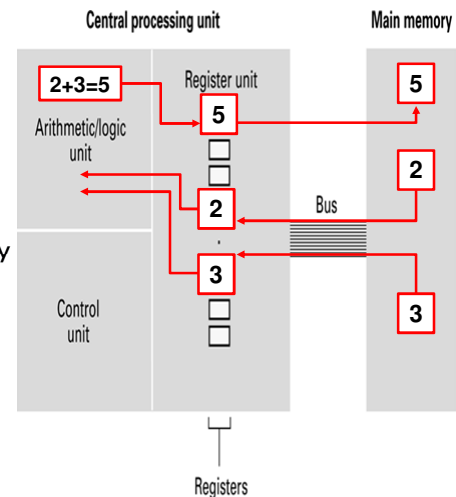 Central processing unit
Main memory
2+3=5
Register unit
5
5
Arithmetic/logic
unit
2
2
Bus
y
3
3
Control
unit
Registers